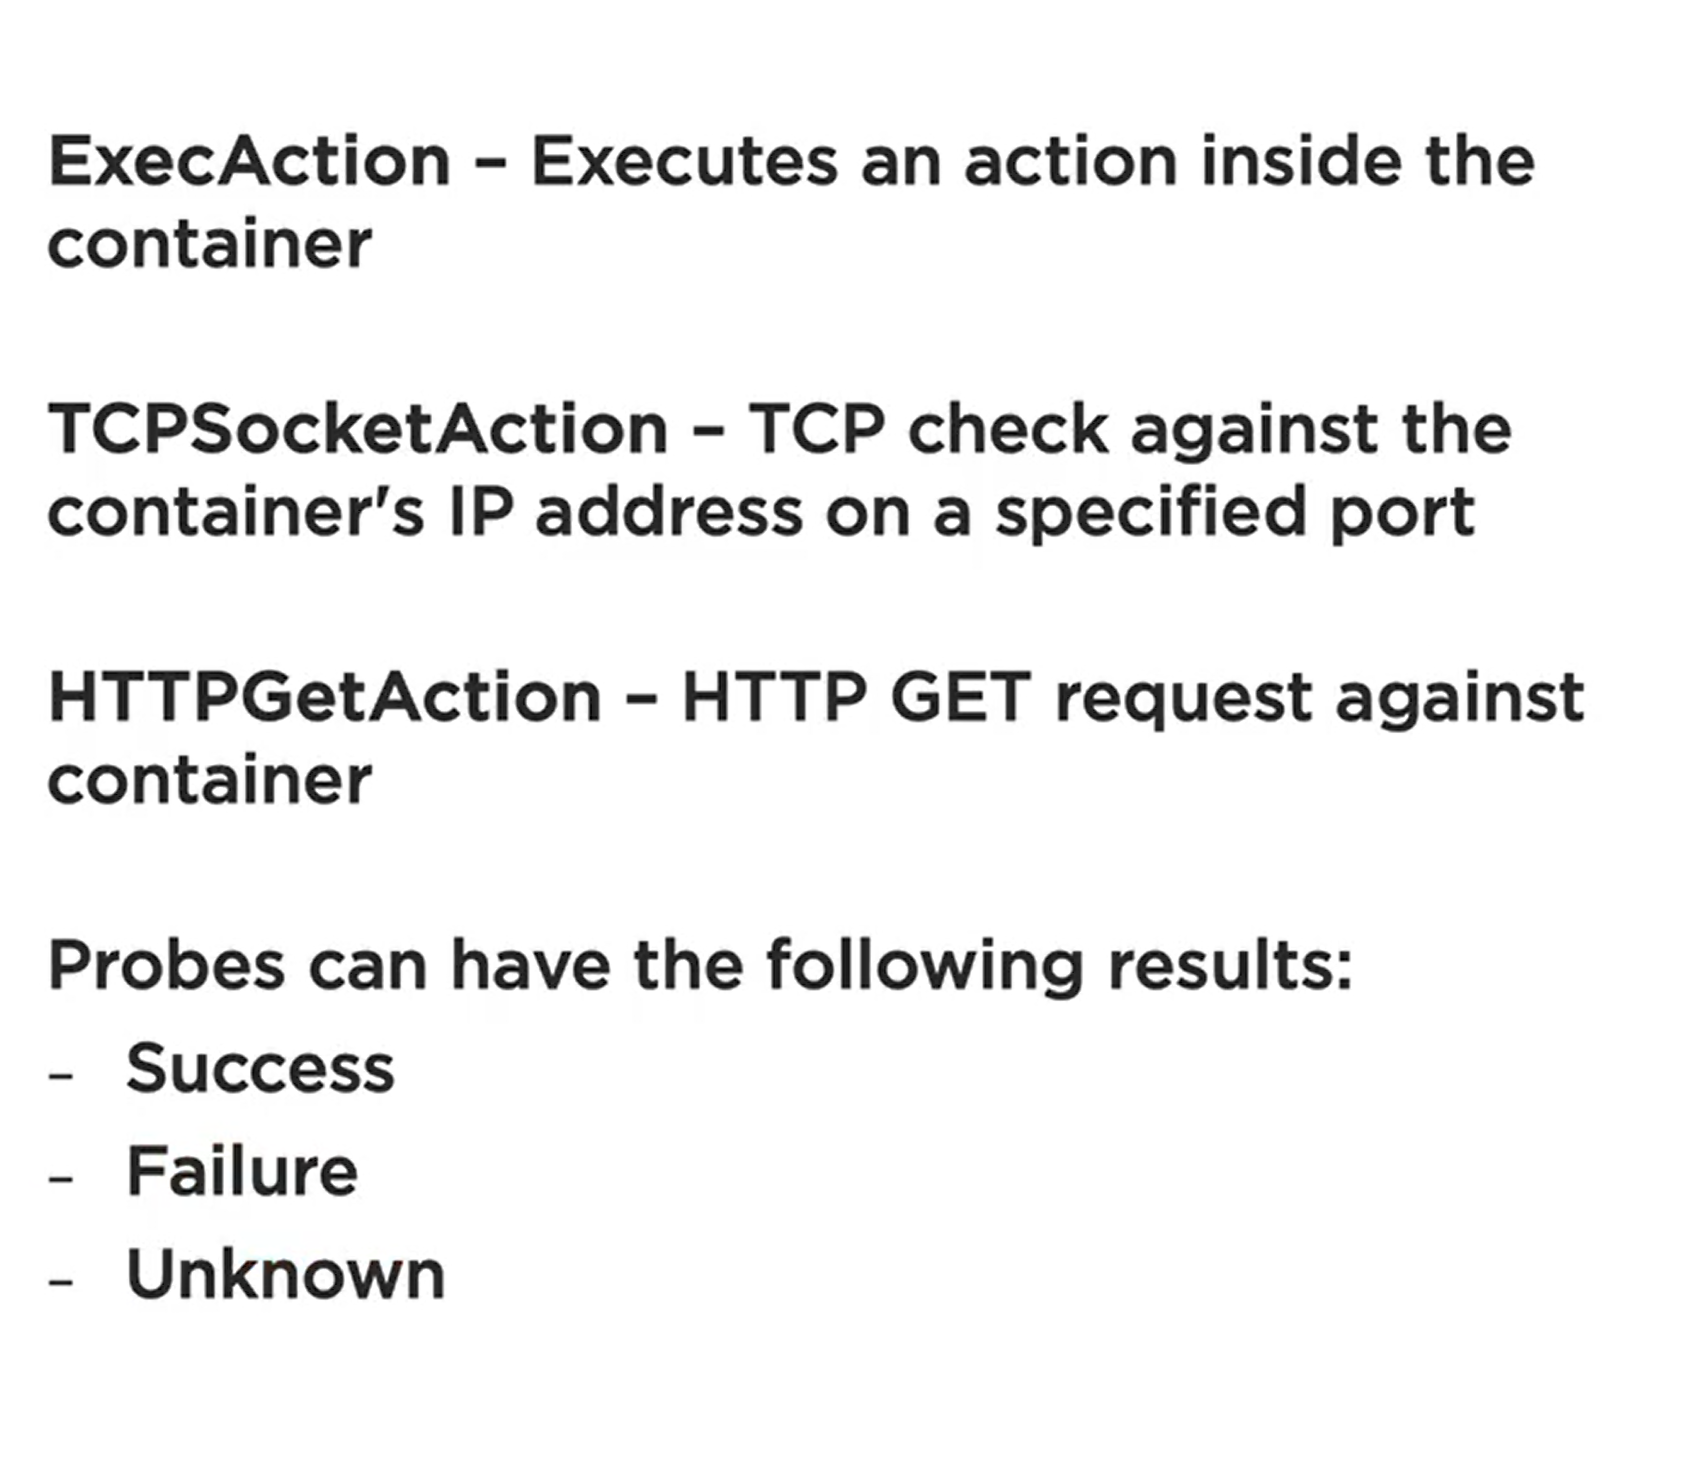 ExecAction – Executes an action inside the
container
TCPSocketAction – TCP check against the
container's IP address on a specified port
HTTPGetAction – HTTP GET request against
container
Probes can have the following results:
– Success
– Failure
– Unknown